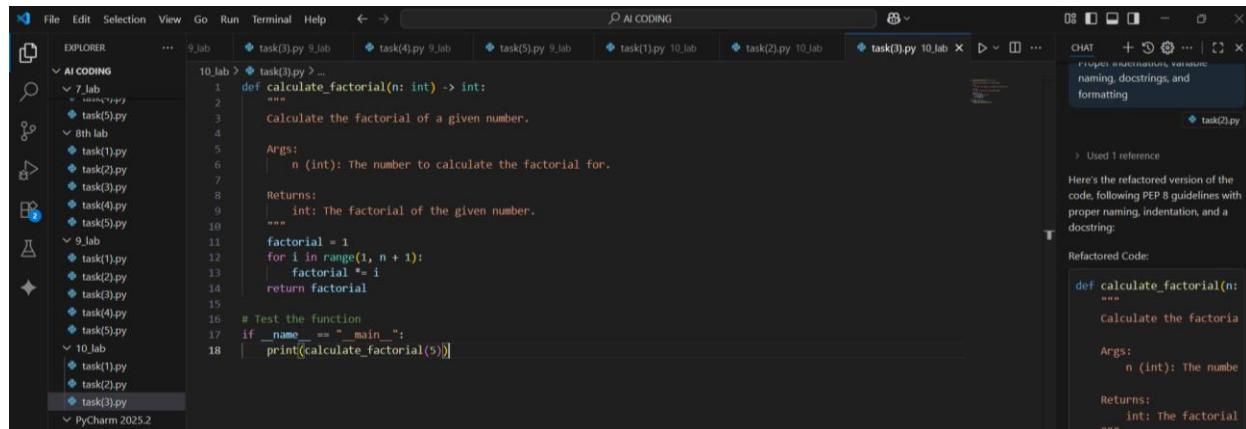 File Edit Selection View Go Run Terminal Help
AI CODING
EXPLORER
AI CODING
7_lab
task(4).py
task(5).py
8th lab
task(1).py
task(2).py
task(3).py
task(4).py
task(5).py
9_lab
task(1).py
task(2).py
task(3).py
task(4).py
task(5).py
10_lab
task(1).py
task(2).py
task(3).py
PyCharm 2025.2
2
9_lab task(3).py 9_lab task(4).py 9_lab task(5).py 9_lab task(1).py 10_lab task(2).py 10_lab task(3).py 10_lab
10_lab > task(3).py > ...
1 def calculate_factorial(n: int) -> int:
2 """
3 Calculate the factorial of a given number.
4
5 Args:
6 n (int): The number to calculate the factorial for.
7
8 Returns:
9 int: The factorial of the given number.
10 """
11 factorial = 1
12 for i in range(1, n + 1):
13 factorial *= i
14 return factorial
15
16 # Test the function
17 if __name__ == "__main__":
18 print(calculate_factorial(5))
CHAT
Proper indentation, variable
naming, docstrings, and
formatting
task(2).py
> Used 1 reference
Here's the refactored version of the
code, following PEP 8 guidelines with
proper naming, indentation, and a
docstring:
Refactored Code:
def calculate_factorial(n:
"""
Calculate the factoria
Args:
n (int): The numbe
Returns:
int: The factorial
"""